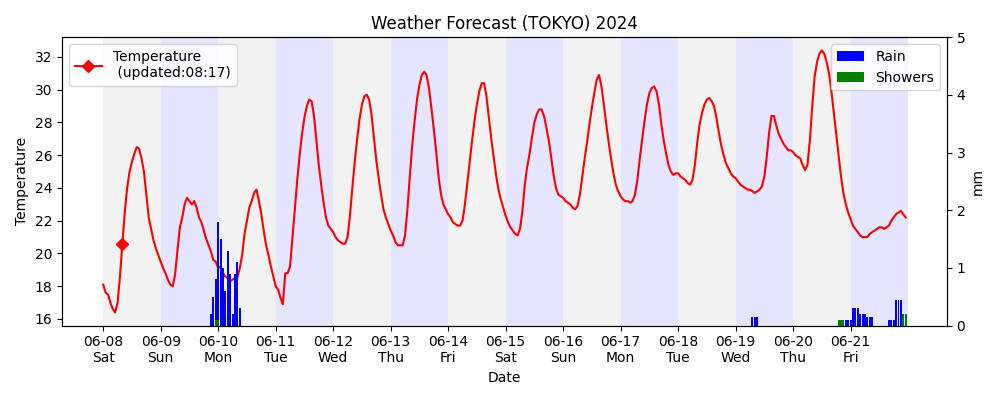 Weather Forecast (TOKYO) 2024
Temperature
(updated:08:17)
Rain
Showers
Temperature
32
30
28
26
24
22
20
18
16
5
4
3
2
1
0
mm
06-08 06-09 06-10 06-11 06-12 06-13 06-14 06-15 06-16 06-17 06-18 06-19 06-20 06-21
Sat Sun Mon Tue Wed Thu Fri Sat Sun Mon Tue Wed Thu Fri
Date